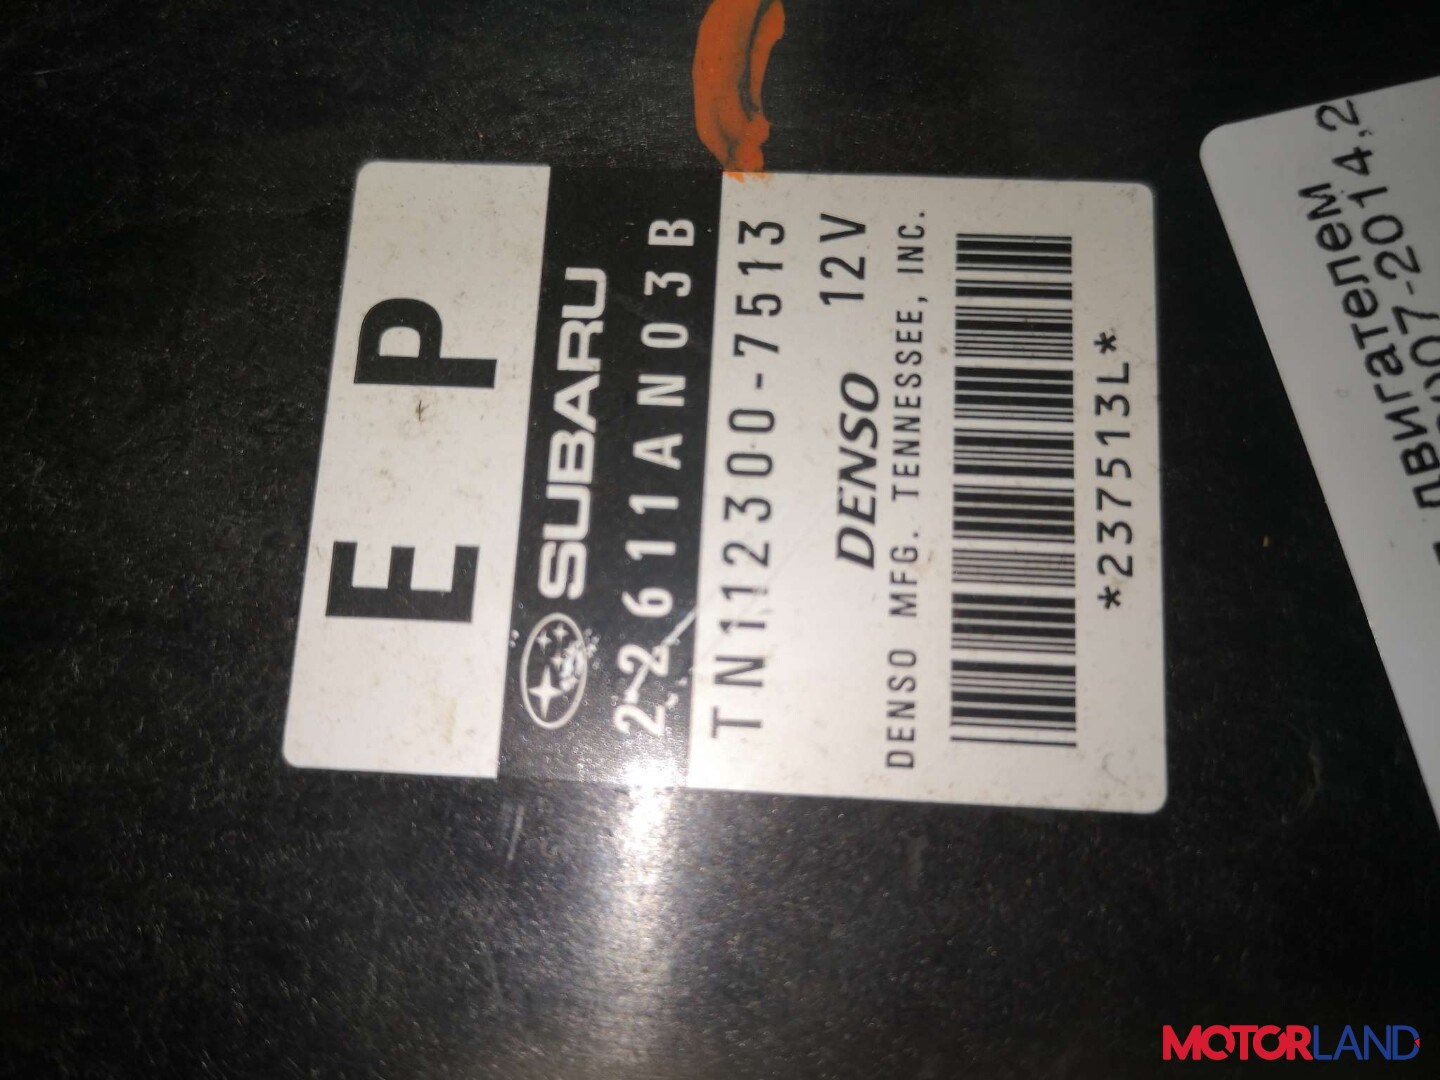 E P
SUBARU
22611AN03B
TN112300-7513
DENSO 12V
DENSO MFG. TENNESSEE, INC.
*237513L*
двигателем
2007-2014,2
MOTORLAND